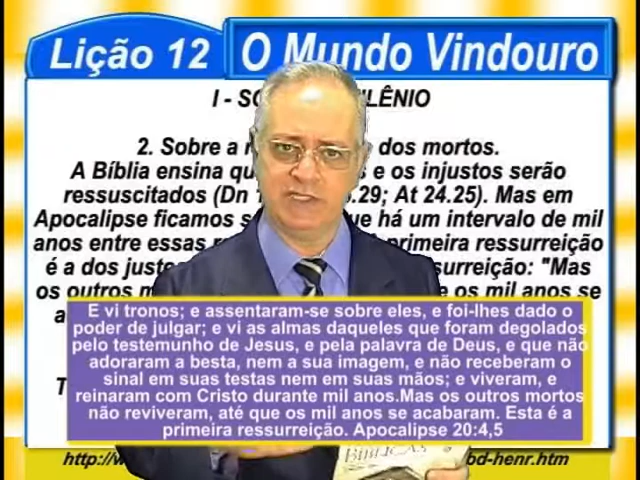 Lição 12
O Mundo Vindouro
I - LÊNIO
2. Sobre a dos mortos.
A Bíblia ensina e os injustos serão
ressuscitados (Dn 5.29; At 24.25). Mas em
Apocalipse ficamos que há um intervalo de mil
anos entre essas primeira ressurreição
é a dos justos surreição: "Mas
os outros e os mil anos se
E vi tronos; e assentaram-se sobre eles, e foi-lhes dado o
poder de julgar; e vi as almas daqueles que foram degolados
pelo testemunho de Jesus, e pela palavra de Deus, e que não
adoraram a besta, nem a sua imagem, e não receberam o
sinal em suas testas nem em suas mãos; e viveram, e
reinaram com Cristo durante mil anos.Mas os outros mortos
não reviveram, até que os mil anos se acabaram. Esta é a
primeira ressurreição. Apocalipse 20:4,5
http://w bd-henr.htm
BÍBLICAS